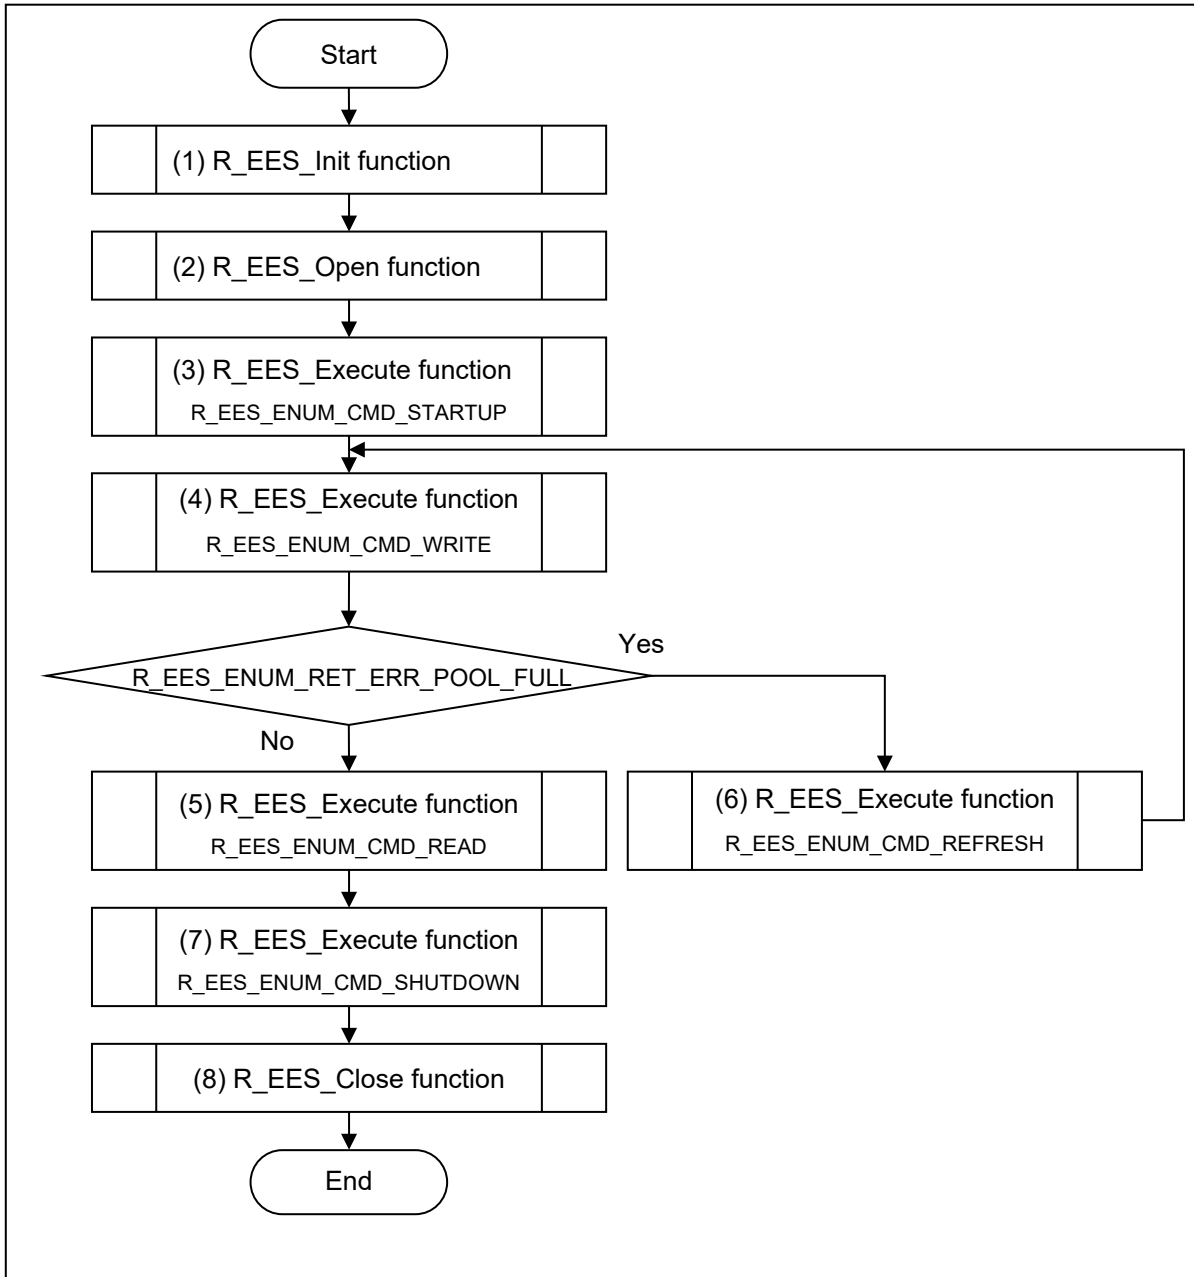 Start
(1) R_EES_Init function
(2) R_EES_Open function
(3) R_EES_Execute function
R_EES_ENUM_CMD_STARTUP
(4) R_EES_Execute function
R_EES_ENUM_CMD_WRITE
Yes
R_EES_ENUM_RET_ERR_POOL_FULL
No
(5) R_EES_Execute function
R_EES_ENUM_CMD_READ
(6) R_EES_Execute function
R_EES_ENUM_CMD_REFRESH
(7) R_EES_Execute function
R_EES_ENUM_CMD_SHUTDOWN
(8) R_EES_Close function
End